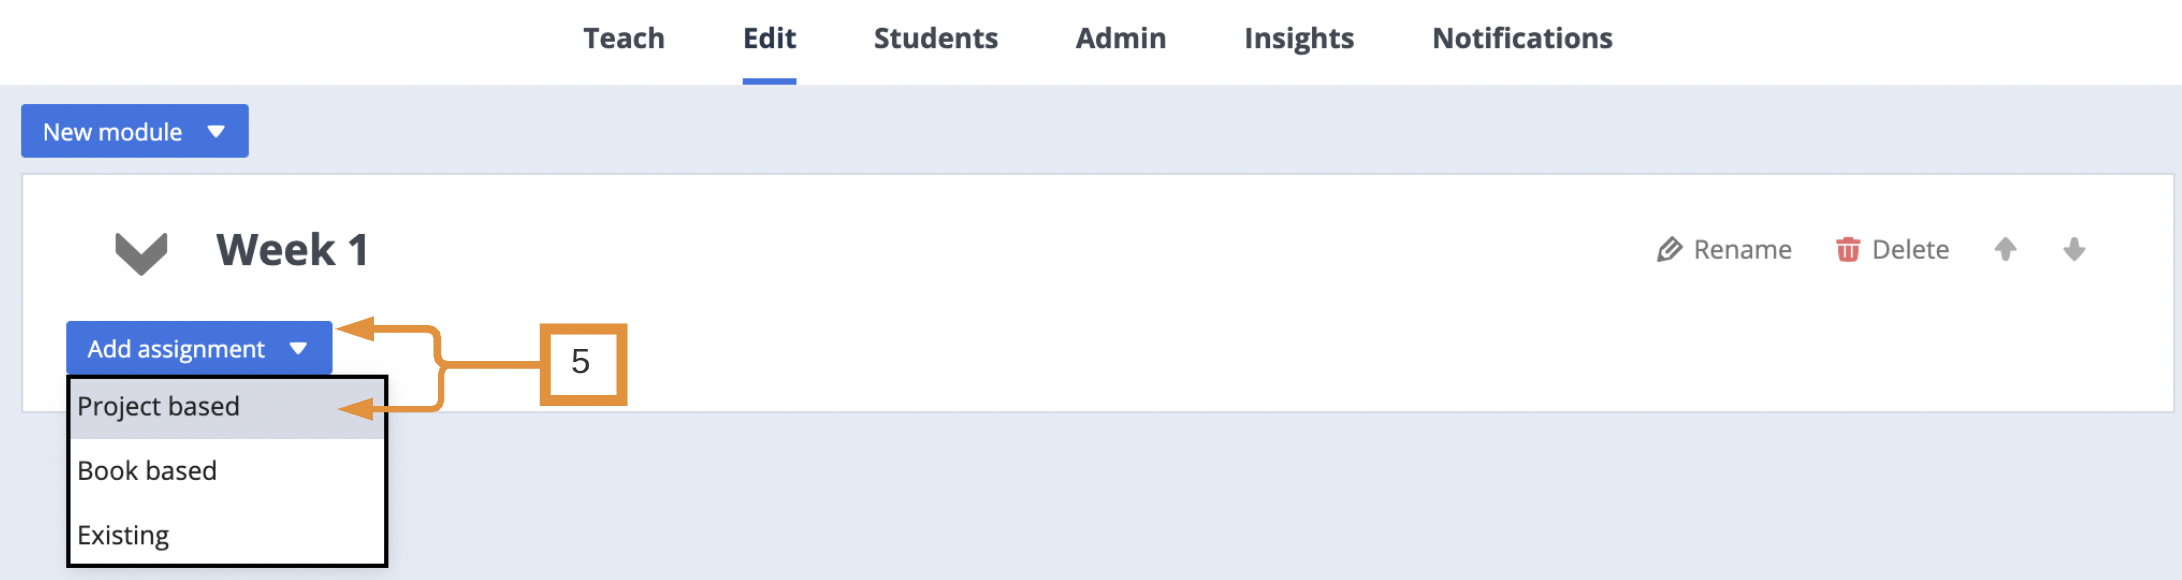 Teach Edit Students Admin Insights Notifications
New module
Week 1 Rename Delete
Add assignment
5
Project based
Book based
Existing